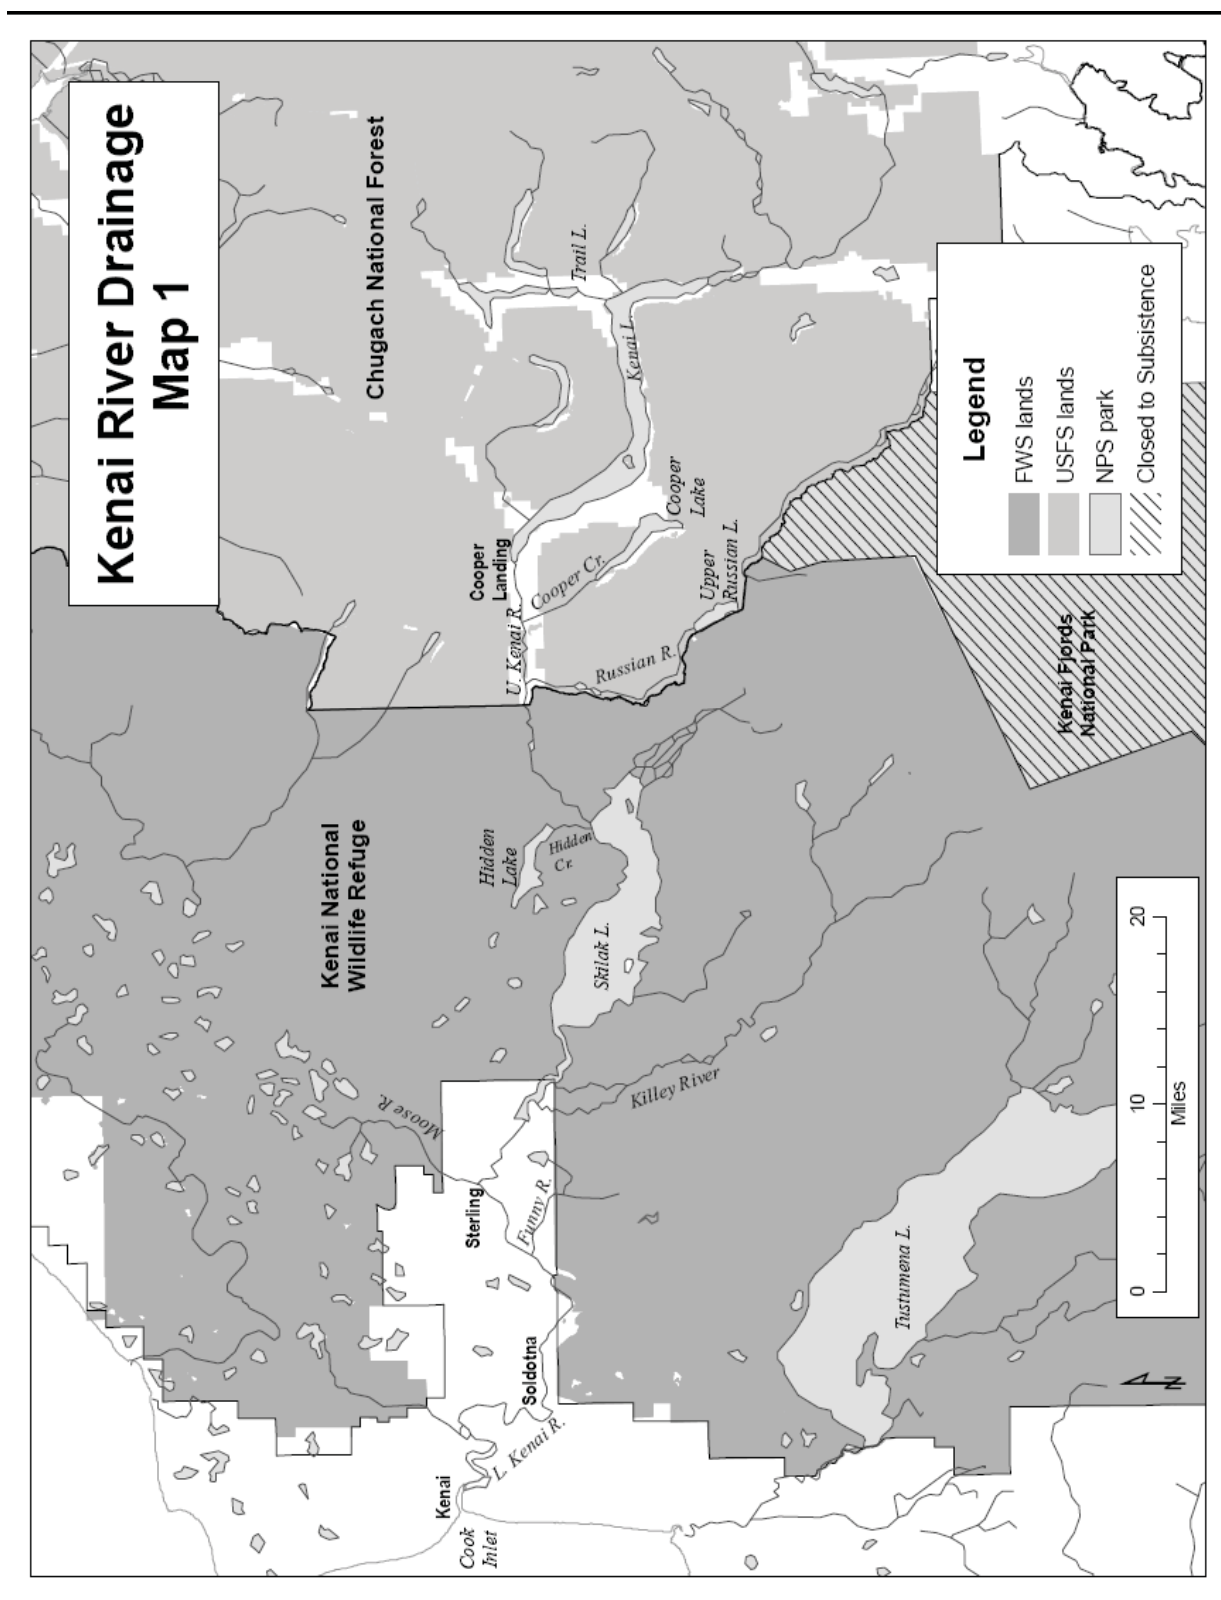 Kenai River Drainage
Map 1
Chugach National Forest
Trail L.
Kenai L.
Cooper
Landing
Cooper
Lake
Cooper Cr.
Upper
Russian L.
U. Kenai R.
Russian R.
Kenai Fjords
National Park
Kenai National
Wildlife Refuge
Hidden
Lake
Hidden
Cr.
Skilak L.
Killey River
Moose R.
Sterling
Funny R.
Tustumena L.
Soldotna
L. Kenai R.
Kenai
Cook
Inlet
Legend
FWS lands
USFS lands
NPS park
Closed to Subsistence
0 10 20
Miles
N